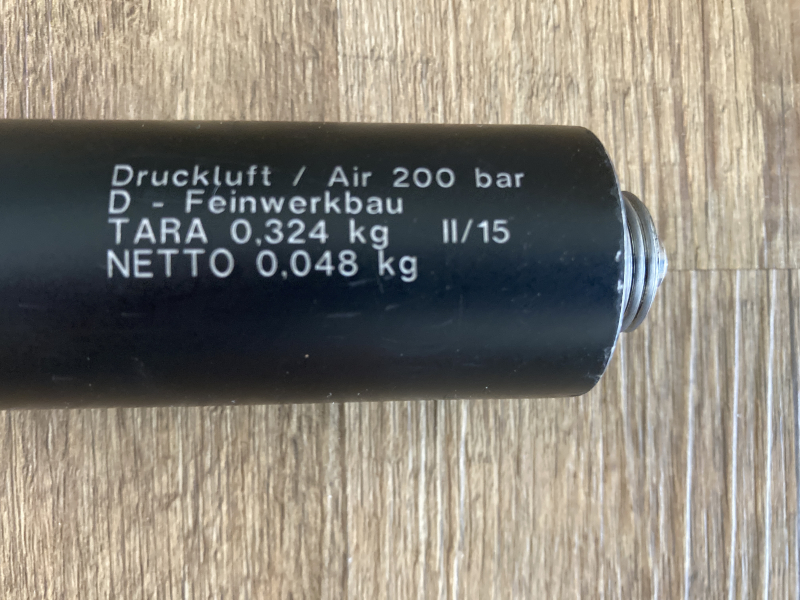 Druckluft / Air 200 bar
D - Feinwerkbau
TARA 0,324 kg II/15
NETTO 0,048 kg